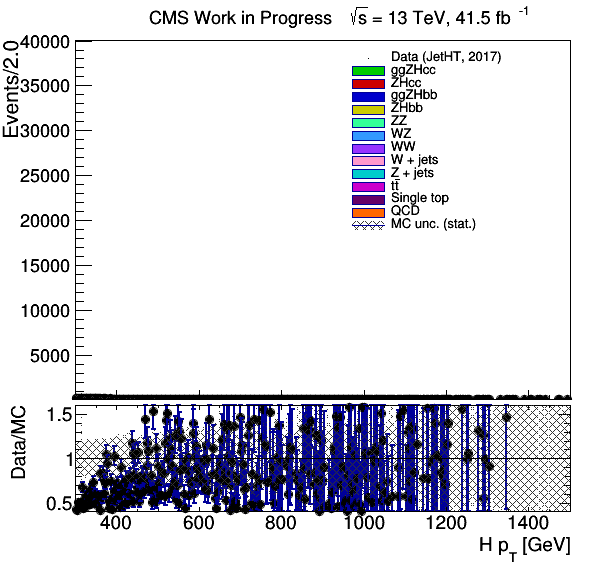 CMS Work in Progress √s = 13 TeV, 41.5 fb -1
Events/2.0
40000
35000
30000
25000
20000
15000
10000
5000
Data (JetHT, 2017)
ggZHcc
ZHcc
ggZHbb
ZHbb
ZZ
WZ
WW
W + jets
Z + jets
tt̄
Single top
QCD
MC unc. (stat.)
Data/MC
1.5
1
0.5
400 600 800 1000 1200 1400
H pT [GeV]